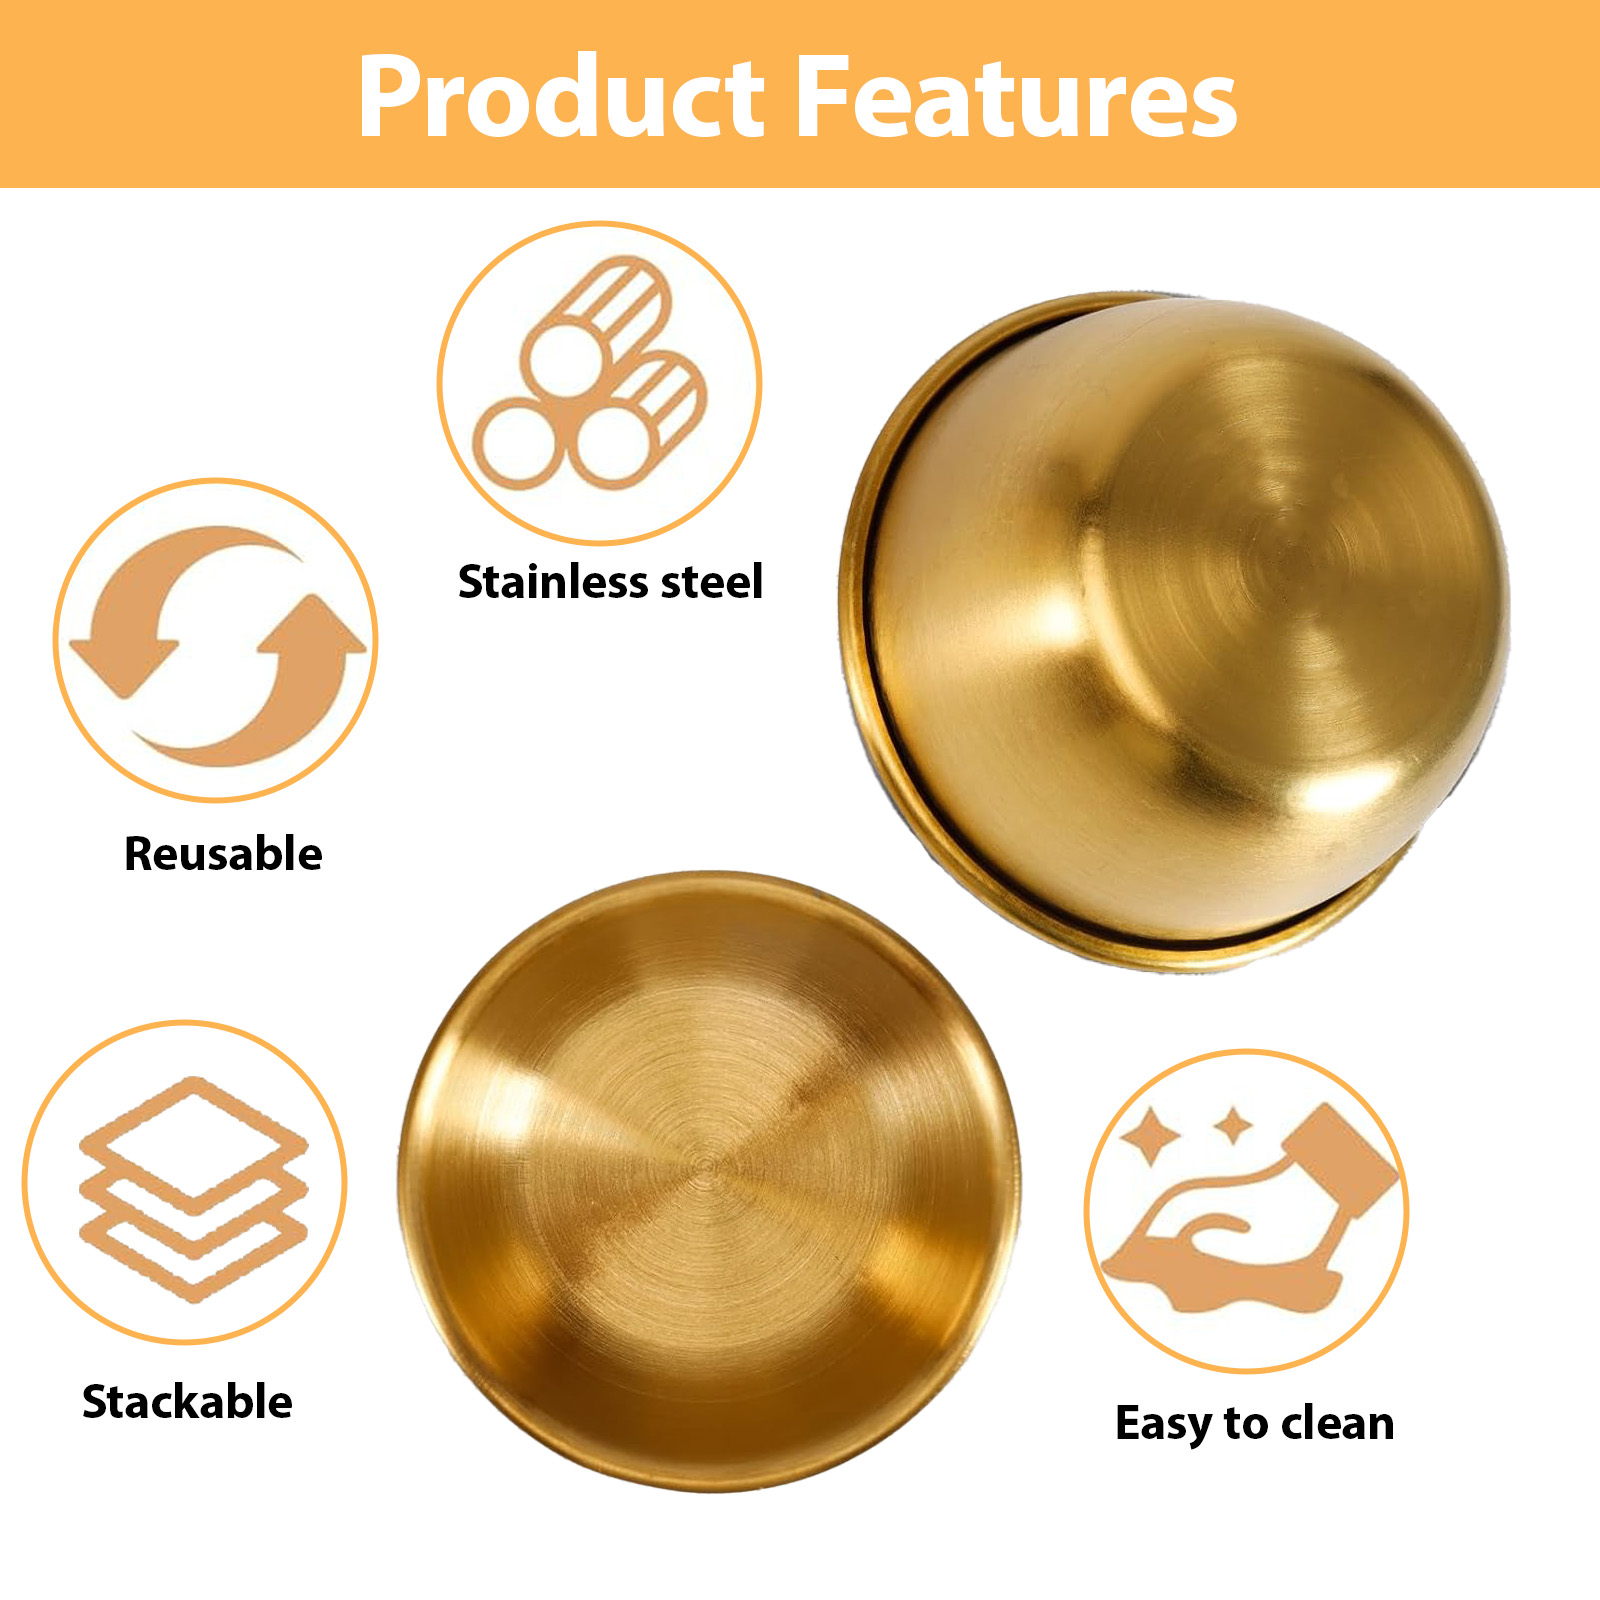 Product Features
Stainless steel
Reusable
Stackable
Easy to clean